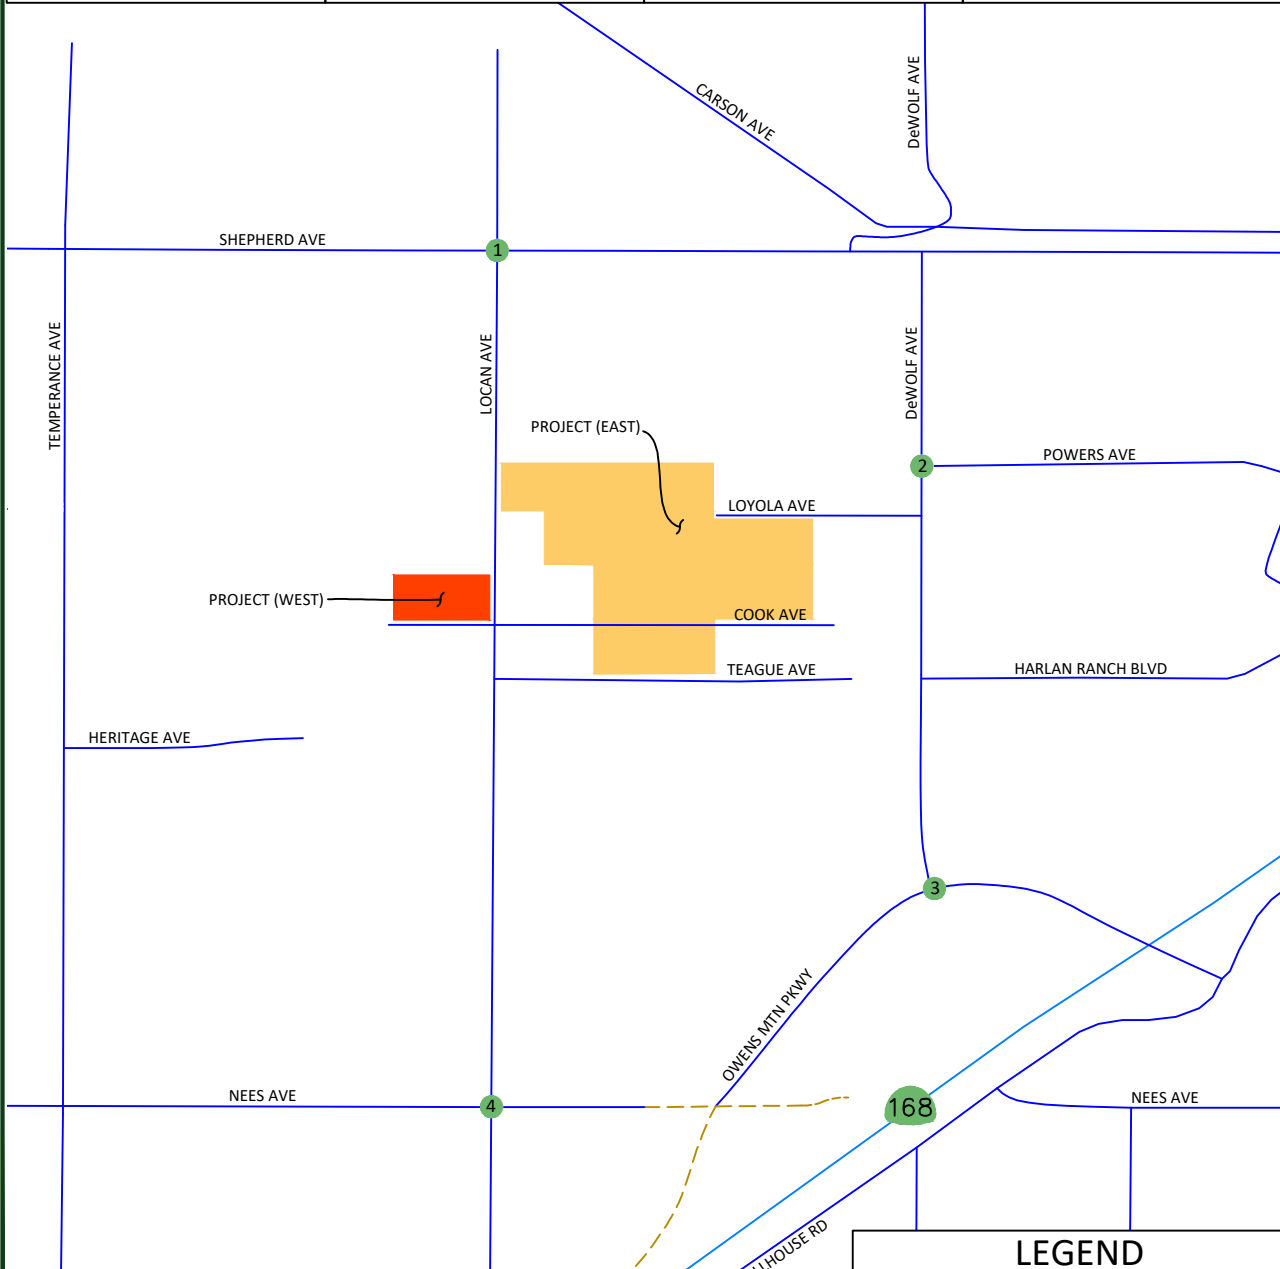 CARSON AVE
DeWOLF AVE
SHEPHERD AVE
1
TEMPERANCE AVE
LOCAN AVE
DeWOLF AVE
PROJECT (EAST)
2
POWERS AVE
LOYOLA AVE
PROJECT (WEST)
COOK AVE
TEAGUE AVE
HARLAN RANCH BLVD
HERITAGE AVE
3
OWENS MTN PKWY
NEES AVE
4
168
NEES AVE
LLHOUSE RD
LEGEND